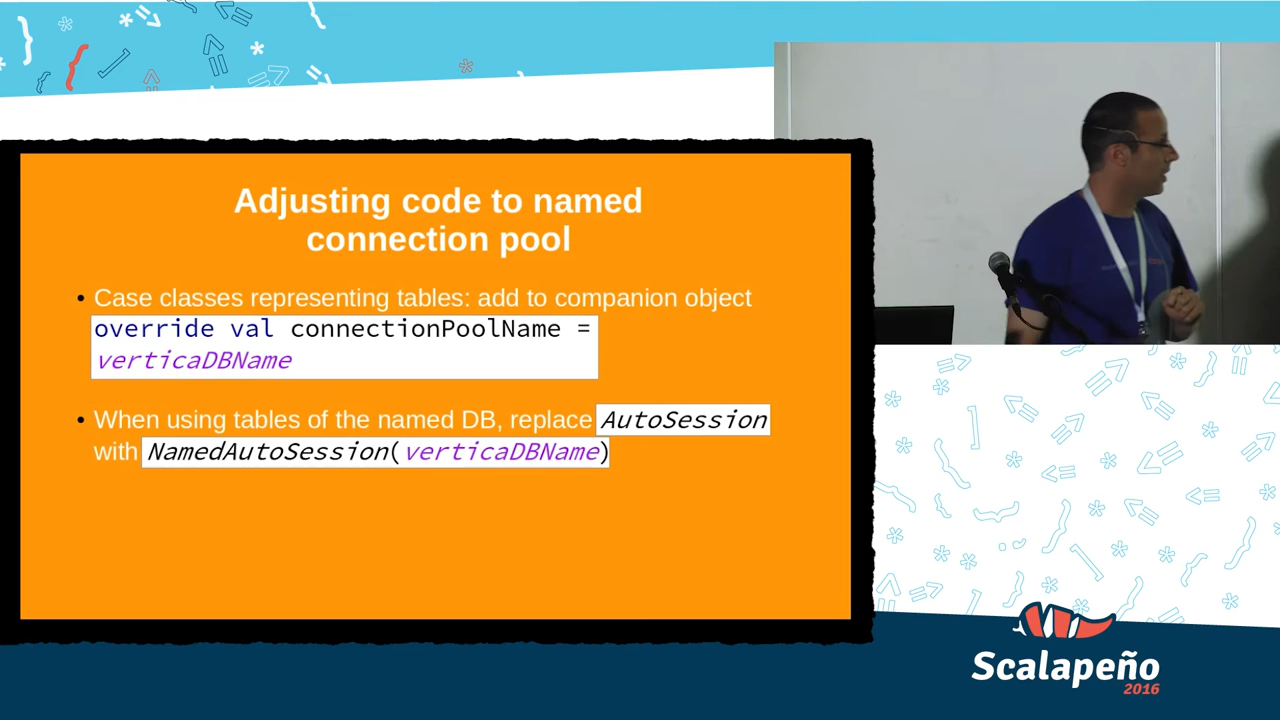 Adjusting code to named
connection pool
• Case classes representing tables: add to companion object
override val connectionPoolName =
verticaDBName
• When using tables of the named DB, replace AutoSession
with NamedAutoSession(verticaDBName)
Scalapeño
2016